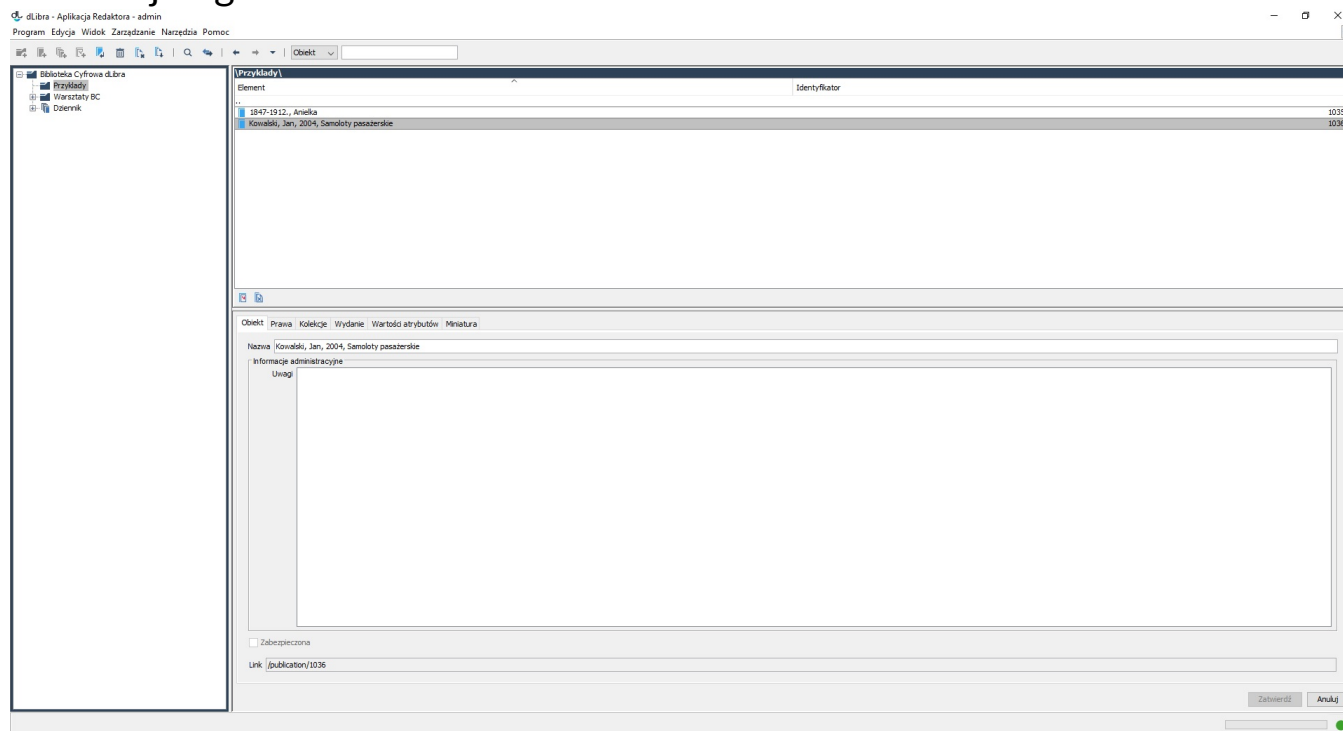 dLibra - Aplikacja Redaktora - admin
Program Edycja Widok Zarządzanie Narzędzia Pomoc
Obiekt
Biblioteka Cyfrowa dLibra
Przykłady
Warsztaty BC
Dziennik
\Przykłady\
Element Identyfikator
..
1847-1912., Anielka 1035
Kowalski, Jan, 2004, Samoloty pasażerskie 1036
Obiekt Prawa Kolekcje Wydanie Wartości atrybutów Miniatura
Nazwa Kowalski, Jan, 2004, Samoloty pasażerskie
Informacje administracyjne
Uwagi
Zabezpieczona
Link /publication/1036
Zatwierdź Anuluj